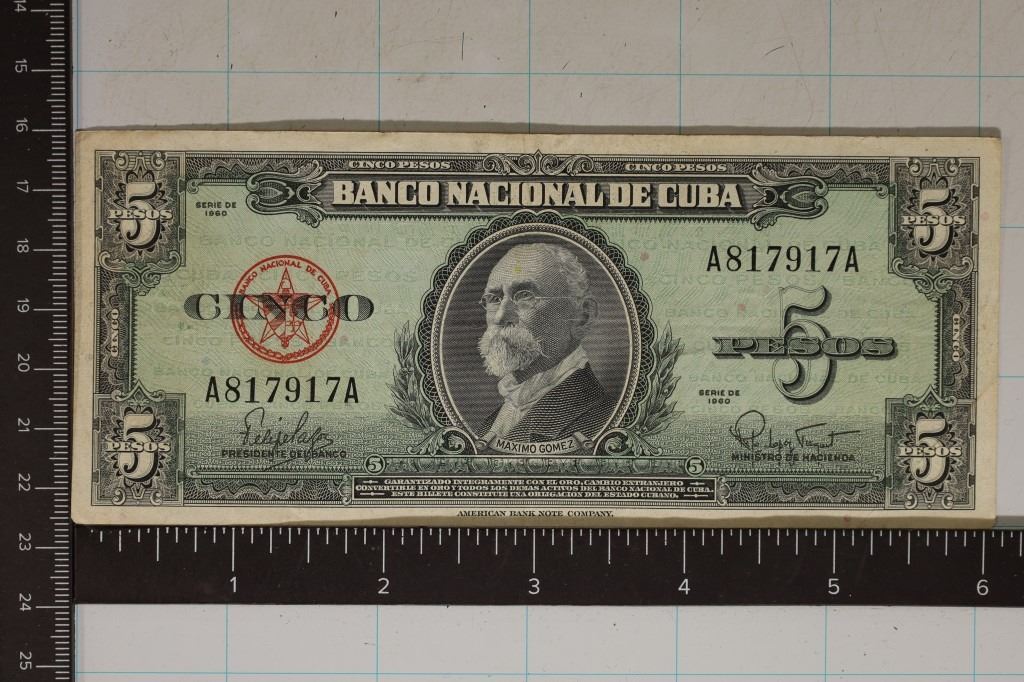 CINCO PESOS CINCO PESOS
BANCO NACIONAL DE CUBA
5 PESOS
5 PESOS
SERIE DE
1960
A817917A
BANCO NACIONAL DE CUBA
CINCO
5
PESOS
CINCO
CINCO
A817917A
SERIE DE
1960
PRESIDENTE DEL BANCO
MAXIMO GOMEZ
MINISTRO DE HACIENDA
5 PESOS
5 PESOS
5 5
GARANTIZADO INTEGRAMENTE CON EL ORO, CAMBIO EXTRANJERO
CONVERTIBLE EN ORO Y TODOS LOS DEMAS ACTIVOS DEL BANCO NACIONAL DE CUBA.
ESTE BILLETE CONSTITUYE UNA OBLIGACION DEL ESTADO CUBANO.
AMERICAN BANK NOTE COMPANY.
14
15
16
17
18
19
20
21
22
23
24
25
1 2 3 4 5 6